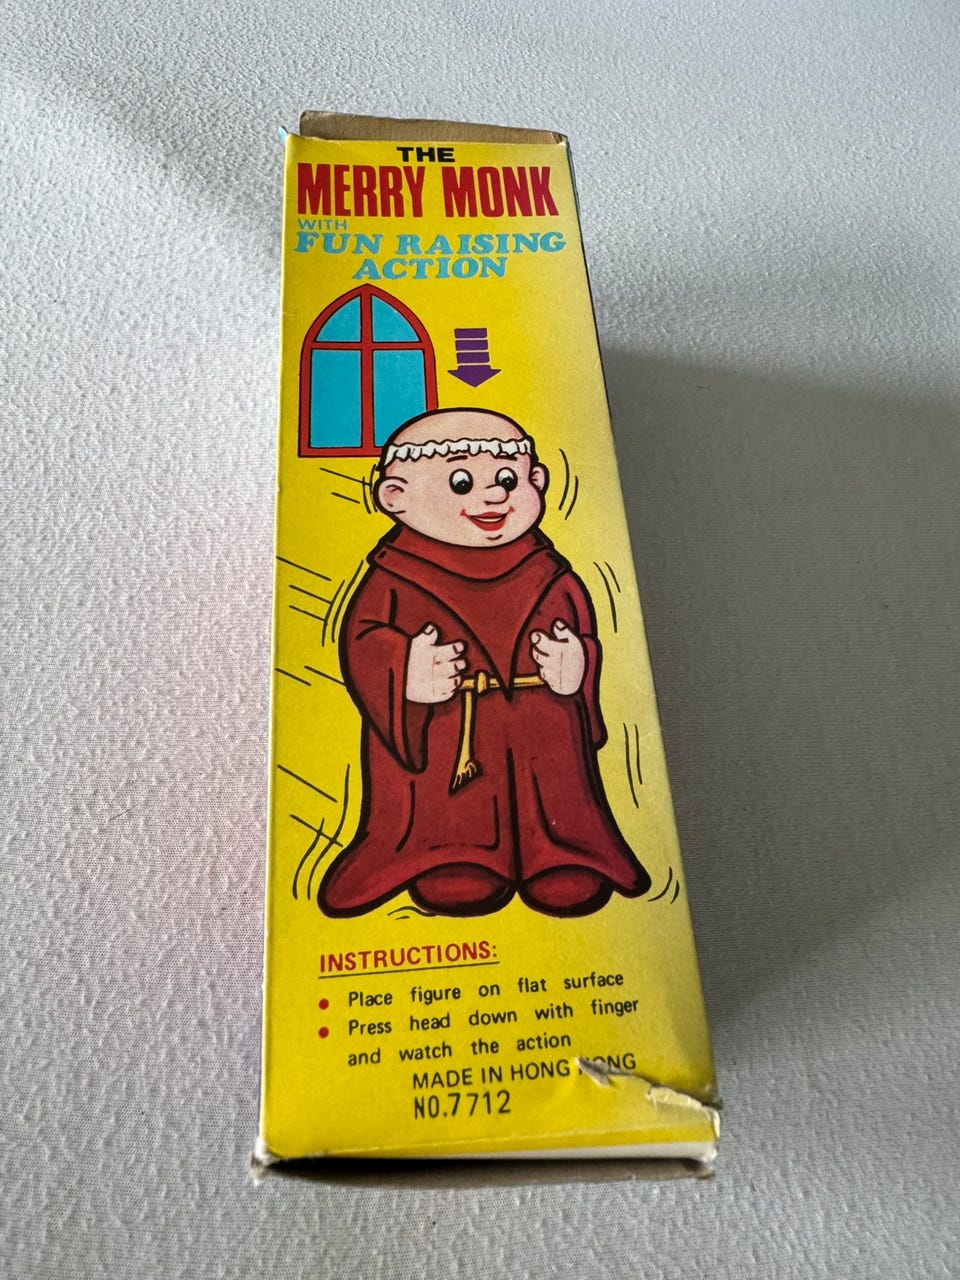 THE
MERRY MONK
WITH
FUN RAISING
ACTION
INSTRUCTIONS:
• Place figure on flat surface
• Press head down with finger
and watch the action
MADE IN HONG KONG
NO.7712